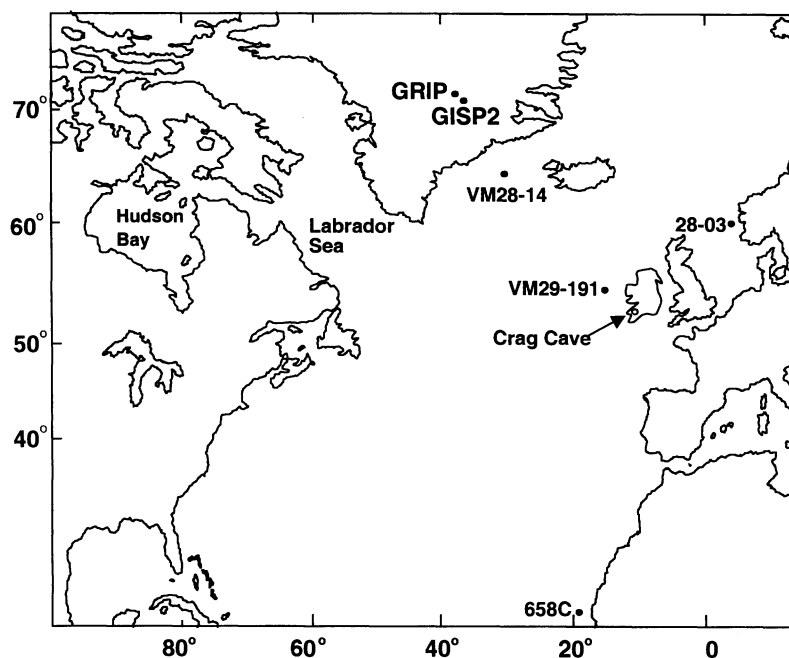 70°
60°
50°
40°
GRIP
GISP2
VM28-14
Hudson
Bay
Labrador
Sea
28-03
VM29-191
Crag Cave
658C
80°
60°
40°
20°
0